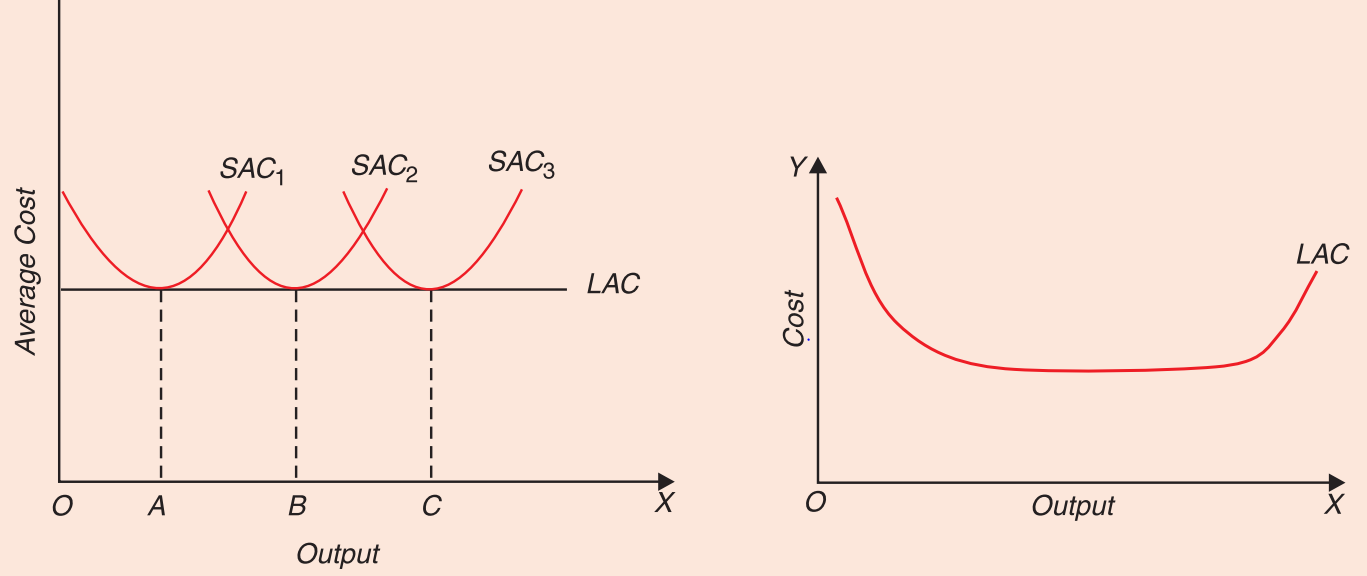 SAC1
SAC2
SAC3
Average Cost
LAC
O
A
B
C
X
Output
Y
LAC
Cost
O
Output
X